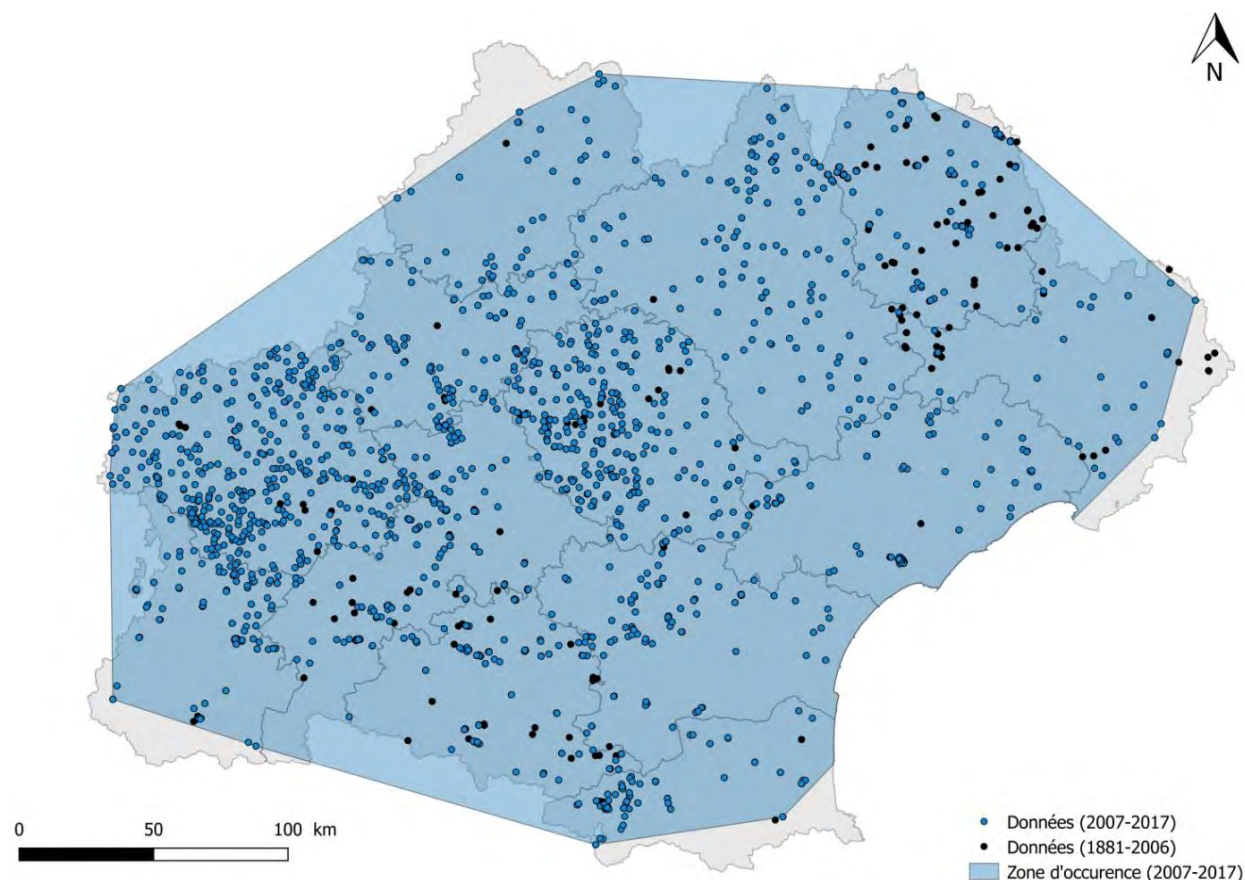 N
0 50 100 km
Données (2007-2017)
Données (1881-2006)
Zone d'occurence (2007-2017)